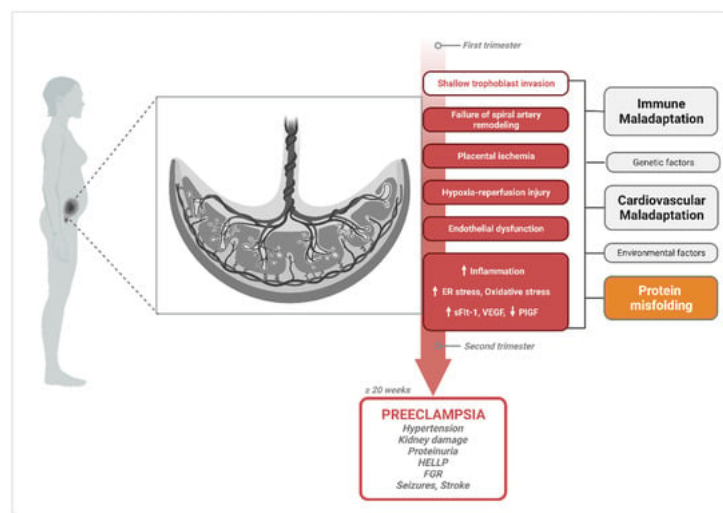 First trimester
Shallow trophoblast invasion
Failure of spiral artery
remodeling
Placental ischemia
Hypoxia-reperfusion injury
Endothelial dysfunction
↑ Inflammation
↑ ER stress, Oxidative stress
↑ sFlt-1, VEGF, ↓ PlGF
Second trimester
Immune
Maladaptation
Genetic factors
Cardiovascular
Maladaptation
Environmental factors
Protein
misfolding
≥ 20 weeks
PREECLAMPSIA
Hypertension
Kidney damage
Proteinuria
HELLP
FGR
Seizures, Stroke